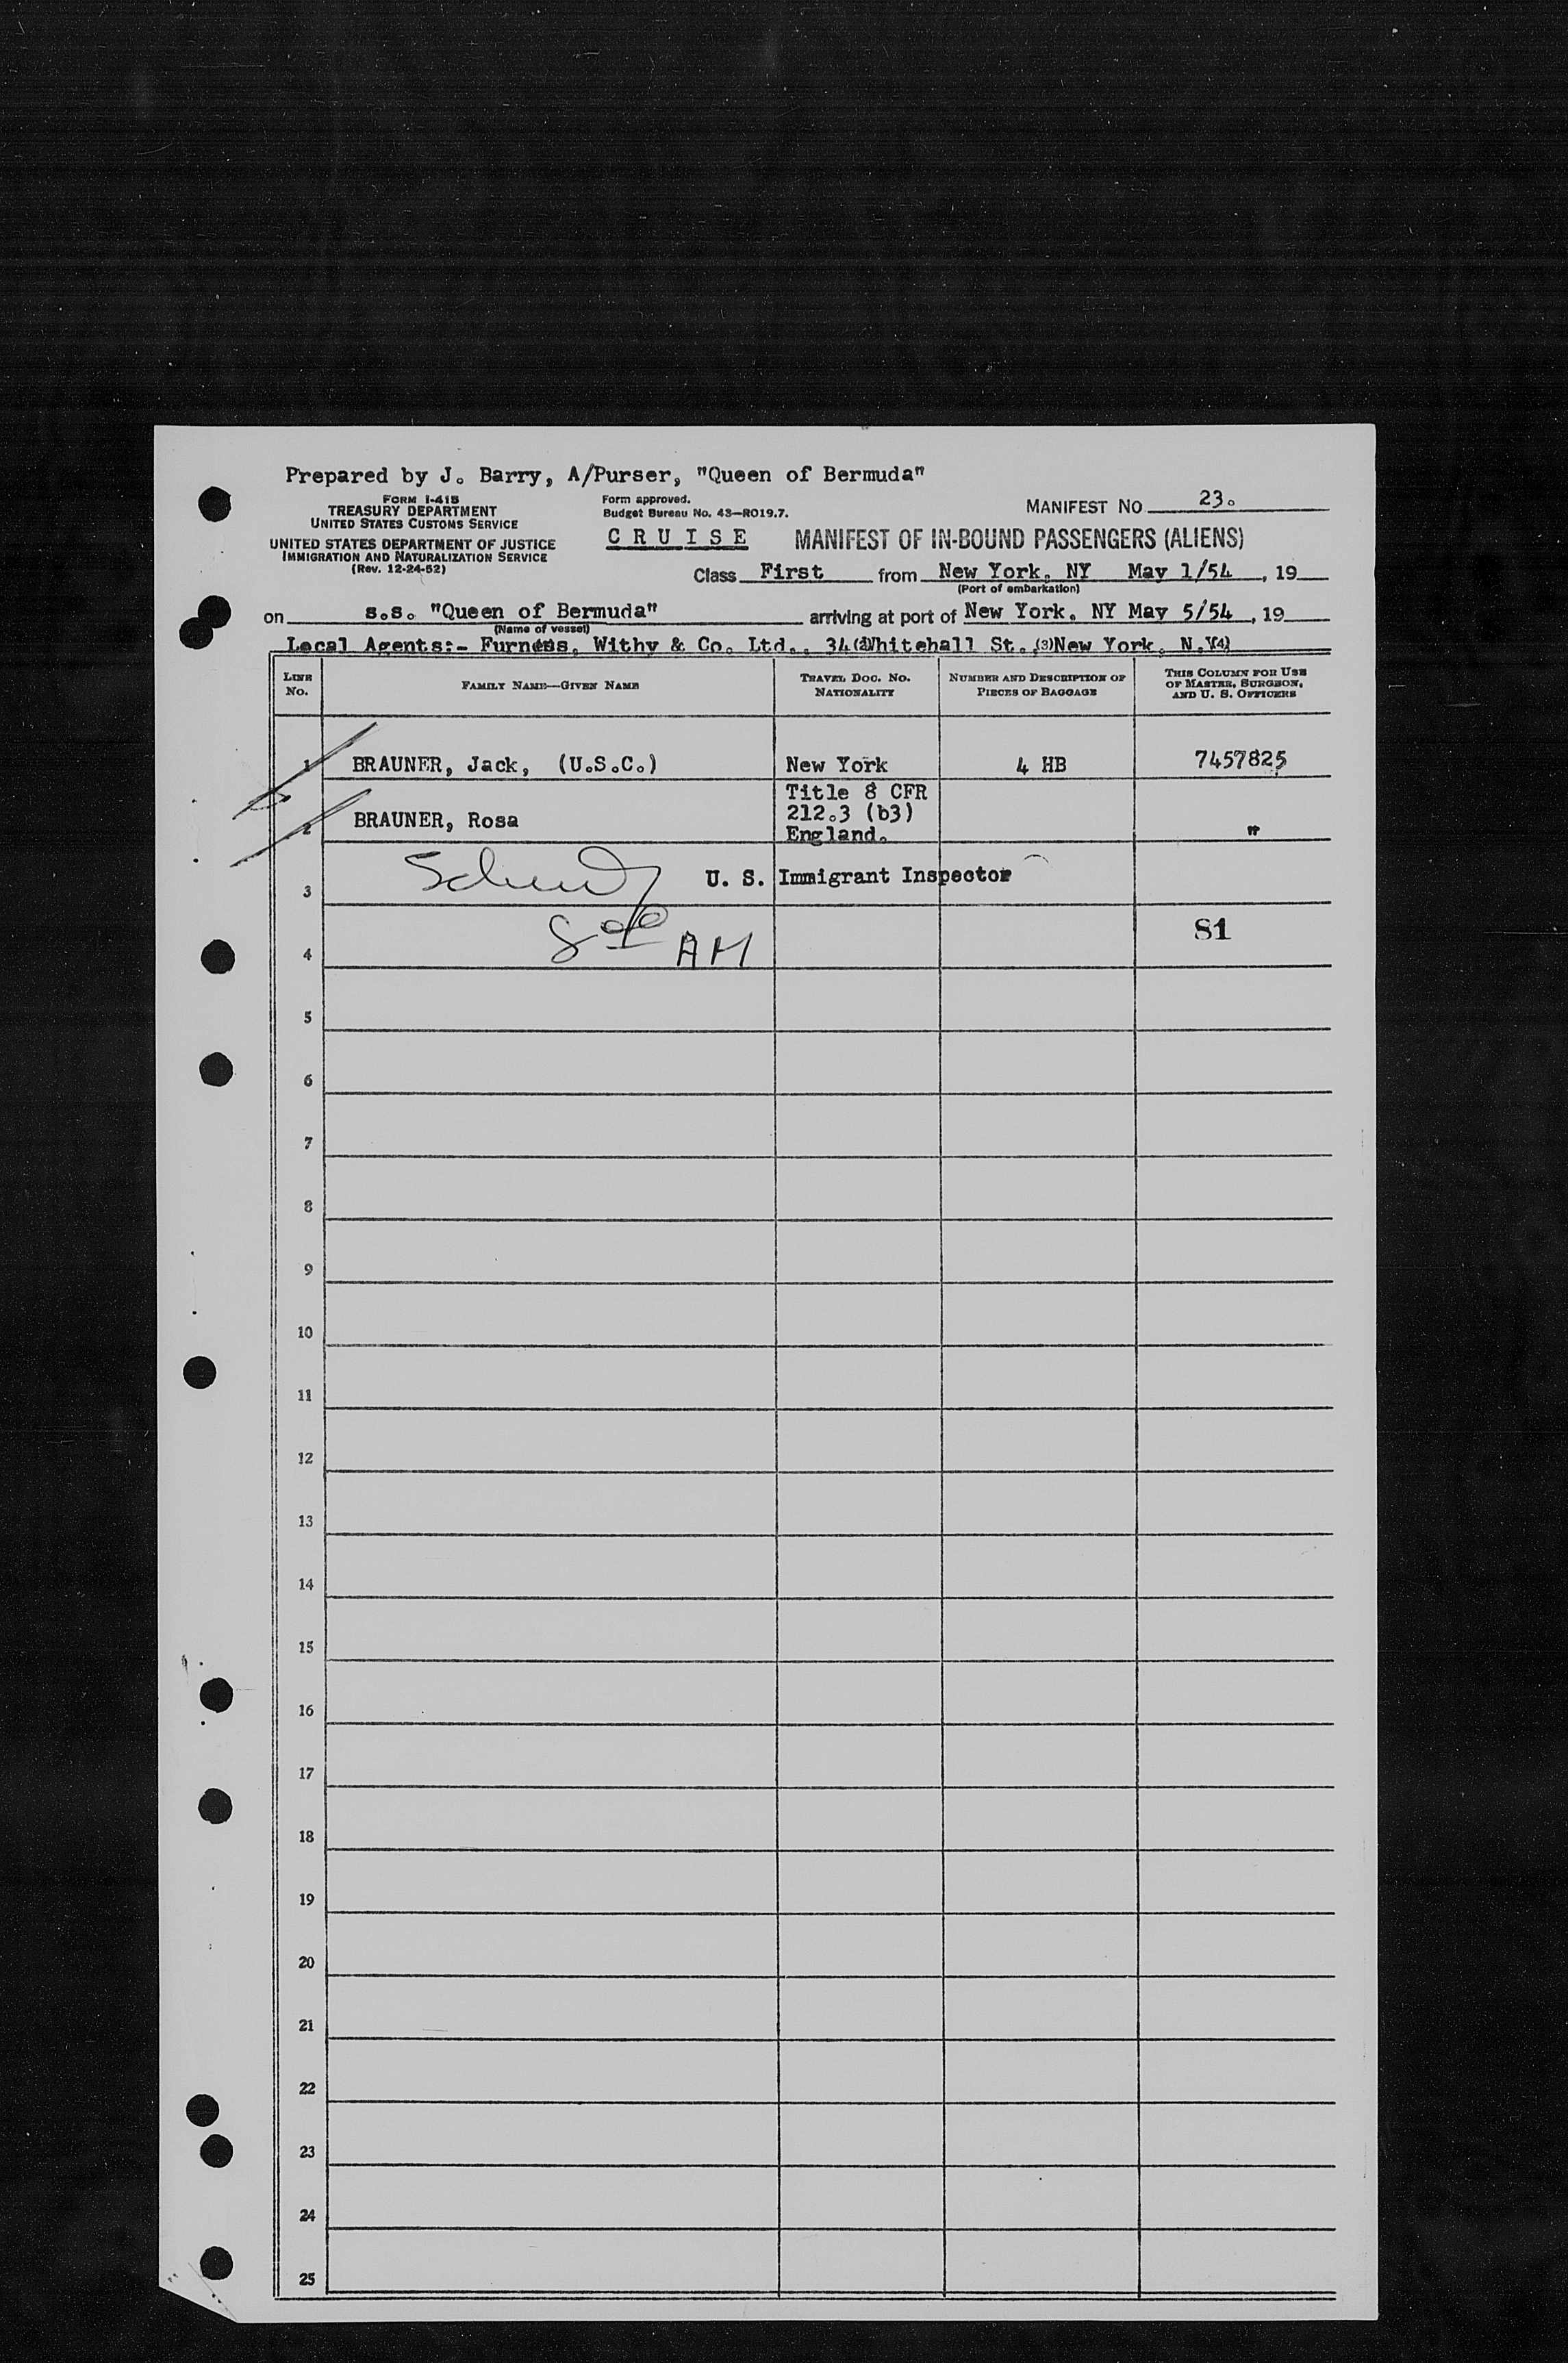 Prepared by J. Barry, A/Purser, "Queen of Bermuda"
FORM I-418
TREASURY DEPARTMENT
UNITED STATES CUSTOMS SERVICE
UNITED STATES DEPARTMENT OF JUSTICE
IMMIGRATION AND NATURALIZATION SERVICE
(Rev. 12-24-52)
Form approved.
Budget Bureau No. 43—RO19.7.
MANIFEST NO. 23.
CRUISE MANIFEST OF IN-BOUND PASSENGERS (ALIENS)
Class First from New York, NY May 1/54, 19
(Port of embarkation)
on s.s. "Queen of Bermuda" arriving at port of New York, NY May 5/54, 19
(Name of vessel)
Local Agents:- Furness, Withy & Co. Ltd., 34 (2)Whitehall St., (3)New York, N.Y(4)
LINE No. FAMILY NAME—GIVEN NAME TRAVEL DOC. NO. NATIONALITY NUMBER AND DESCRIPTION OF PIECES OF BAGGAGE THIS COLUMN FOR USE OF MASTER, SURGEON, AND U. S. OFFICERS
1 BRAUNER, Jack, (U.S.C.) New York 4 HB 7457825
2 BRAUNER, Rosa Title 8 CFR 212.3 (b3) England. "
3 U. S. Immigrant Inspector
4 8 00 AM 81
5
6
7
8
9
10
11
12
13
14
15
16
17
18
19
20
21
22
23
24
25